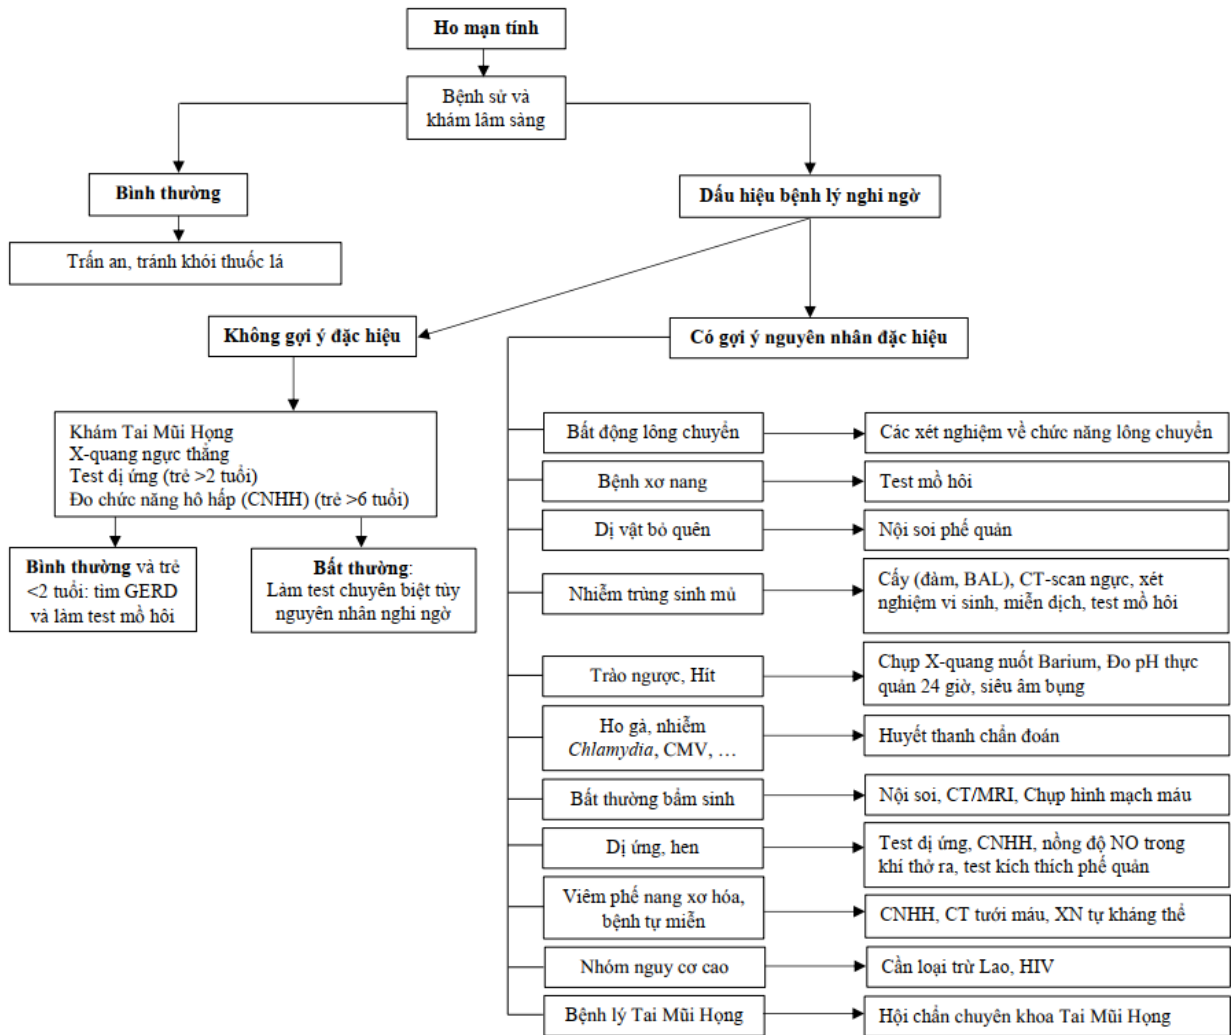 Ho mạn tính
Bệnh sử và
khám lâm sàng
Bình thường
Dấu hiệu bệnh lý nghi ngờ
Trấn an, tránh khói thuốc lá
Không gợi ý đặc hiệu
Có gợi ý nguyên nhân đặc hiệu
Khám Tai Mũi Họng
X-quang ngực thẳng
Test dị ứng (trẻ >2 tuổi)
Đo chức năng hô hấp (CNHH) (trẻ >6 tuổi)
Bình thường và trẻ
<2 tuổi: tìm GERD
và làm test mồ hôi
Bất thường:
Làm test chuyên biệt tùy
nguyên nhân nghi ngờ
Bất động lông chuyển
Các xét nghiệm về chức năng lông chuyển
Bệnh xơ nang
Test mồ hôi
Dị vật bỏ quên
Nội soi phế quản
Nhiễm trùng sinh mủ
Cấy (đàm, BAL), CT-scan ngực, xét
nghiệm vi sinh, miễn dịch, test mồ hôi
Trào ngược, Hít
Chụp X-quang nuốt Barium, Đo pH thực
quản 24 giờ, siêu âm bụng
Ho gà, nhiễm
Chlamydia, CMV, …
Huyết thanh chẩn đoán
Bất thường bẩm sinh
Nội soi, CT/MRI, Chụp hình mạch máu
Dị ứng, hen
Test dị ứng, CNHH, nồng độ NO trong
khí thở ra, test kích thích phế quản
Viêm phế nang xơ hóa,
bệnh tự miễn
CNHH, CT tưới máu, XN tự kháng thể
Nhóm nguy cơ cao
Cần loại trừ Lao, HIV
Bệnh lý Tai Mũi Họng
Hội chẩn chuyên khoa Tai Mũi Họng